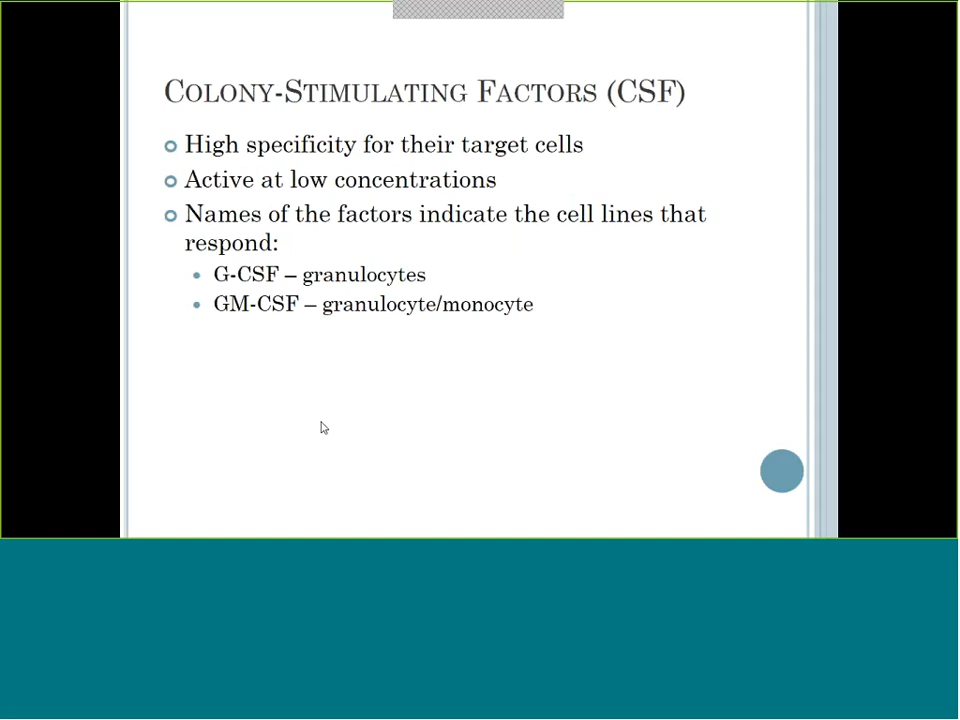 Colony-Stimulating Factors (CSF)
High specificity for their target cells
Active at low concentrations
Names of the factors indicate the cell lines that
respond:
G-CSF – granulocytes
GM-CSF – granulocyte/monocyte